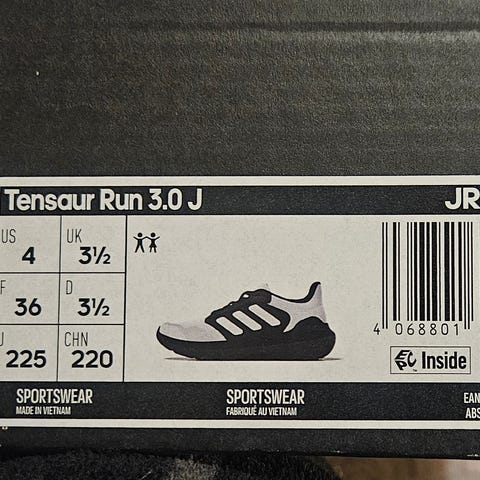 Tensaur Run 3.0 J JR
US 4 UK 3½
F 36 D 3½
J 225 CHN 220
4 068801
EPC Inside
SPORTSWEAR
MADE IN VIETNAM
SPORTSWEAR
FABRIQUÉ AU VIETNAM
EAN
ABS